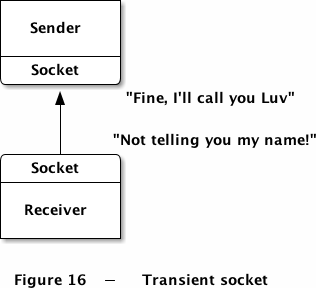 Sender
Socket
"Fine, I'll call you Luv"
"Not telling you my name!"
Socket
Receiver
Figure 16 – Transient socket